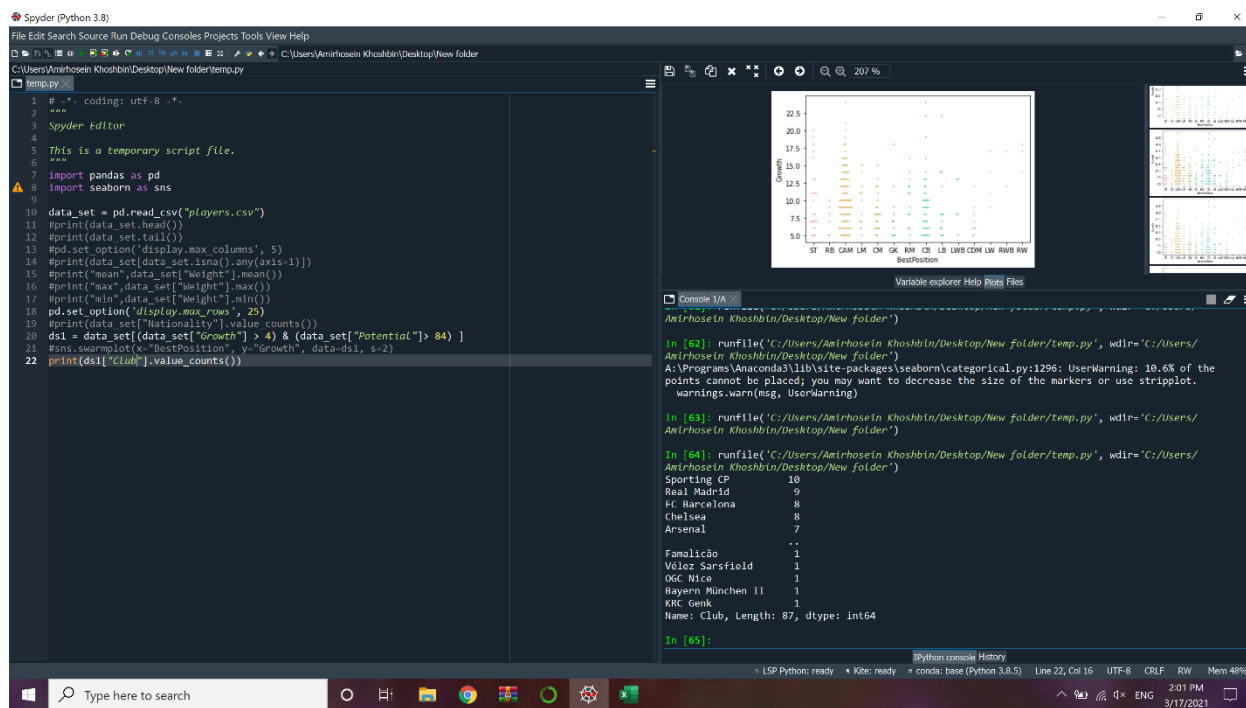 Spyder (Python 3.8)
File Edit Search Source Run Debug Consoles Projects Tools View Help
C:\Users\Amirhosein Khoshbin\Desktop\New folder
C:\Users\Amirhosein Khoshbin\Desktop\New folder\temp.py
temp.py
1 # -*- coding: utf-8 -*-
2 """
3 Spyder Editor
4
5 This is a temporary script file.
6 """
7 import pandas as pd
8 import seaborn as sns
9
10 data_set = pd.read_csv("players.csv")
11 #print(data_set.head())
12 #print(data_set.tail())
13 #pd.set_option('display.max_columns', 5)
14 #print(data_set[data_set.isna().any(axis=1)])
15 #print("mean",data_set["Weight"].mean())
16 #print("max",data_set["Weight"].max())
17 #print("min",data_set["Weight"].min())
18 pd.set_option('display.max_rows', 25)
19 #print(data_set["Nationality"].value_counts())
20 ds1 = data_set[(data_set["Growth"] > 4) & (data_set["Potential"]> 84) ]
21 #sns.swarmplot(x="BestPosition", y="Growth", data=ds1, s=2)
22 print(ds1["Club"].value_counts())
207 %
22.5
20.0
17.5
15.0
12.5
10.0
7.5
5.0
Growth
ST RB CAM LM CM GK RM CB LB LWB CDM LW RWB RW
BestPosition
Variable explorer Help Plots Files
Console 1/A
Amirhosein Khoshbin/Desktop/New folder')
In [62]: runfile('C:/Users/Amirhosein Khoshbin/Desktop/New folder/temp.py', wdir='C:/Users/
Amirhosein Khoshbin/Desktop/New folder')
A:\Programs\Anaconda3\lib\site-packages\seaborn\categorical.py:1296: UserWarning: 10.6% of the
points cannot be placed; you may want to decrease the size of the markers or use stripplot.
warnings.warn(msg, UserWarning)
In [63]: runfile('C:/Users/Amirhosein Khoshbin/Desktop/New folder/temp.py', wdir='C:/Users/
Amirhosein Khoshbin/Desktop/New folder')
In [64]: runfile('C:/Users/Amirhosein Khoshbin/Desktop/New folder/temp.py', wdir='C:/Users/
Amirhosein Khoshbin/Desktop/New folder')
Sporting CP 10
Real Madrid 9
FC Barcelona 8
Chelsea 8
Arsenal 7
..
Famalicão 1
Vélez Sarsfield 1
OGC Nice 1
Bayern München II 1
KRC Genk 1
Name: Club, Length: 87, dtype: int64
In [65]:
IPython console History
LSP Python: ready Kite: ready conda: base (Python 3.8.5) Line 22, Col 16 UTF-8 CRLF RW Mem 48%
Type here to search
ENG
2:01 PM
3/17/2021